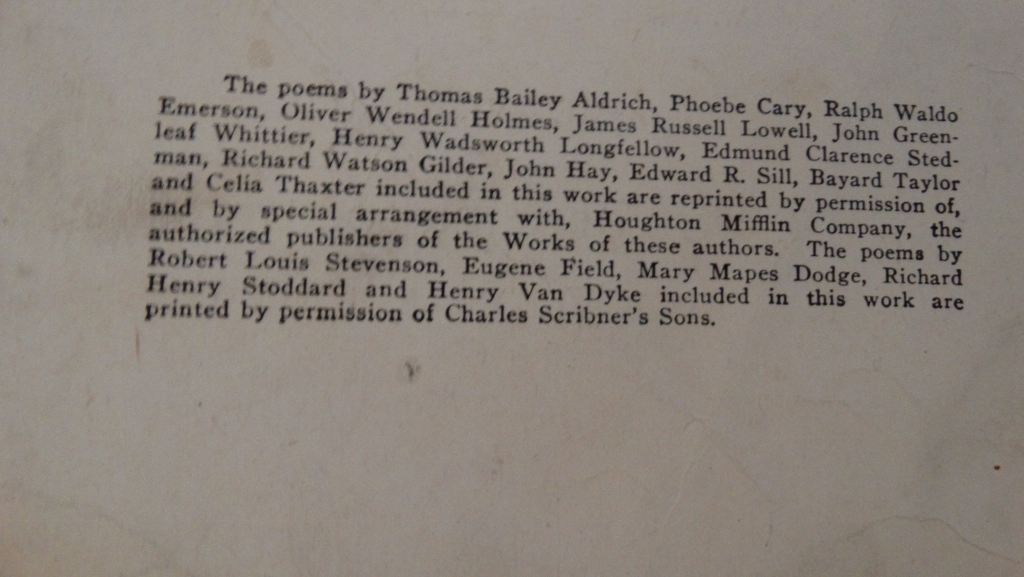 The poems by Thomas Bailey Aldrich, Phoebe Cary, Ralph Waldo
Emerson, Oliver Wendell Holmes, James Russell Lowell, John Green-
leaf Whittier, Henry Wadsworth Longfellow, Edmund Clarence Sted-
man, Richard Watson Gilder, John Hay, Edward R. Sill, Bayard Taylor
and Celia Thaxter included in this work are reprinted by permission of,
and by special arrangement with, Houghton Mifflin Company, the
authorized publishers of the Works of these authors. The poems by
Robert Louis Stevenson, Eugene Field, Mary Mapes Dodge, Richard
Henry Stoddard and Henry Van Dyke included in this work are
printed by permission of Charles Scribner's Sons.